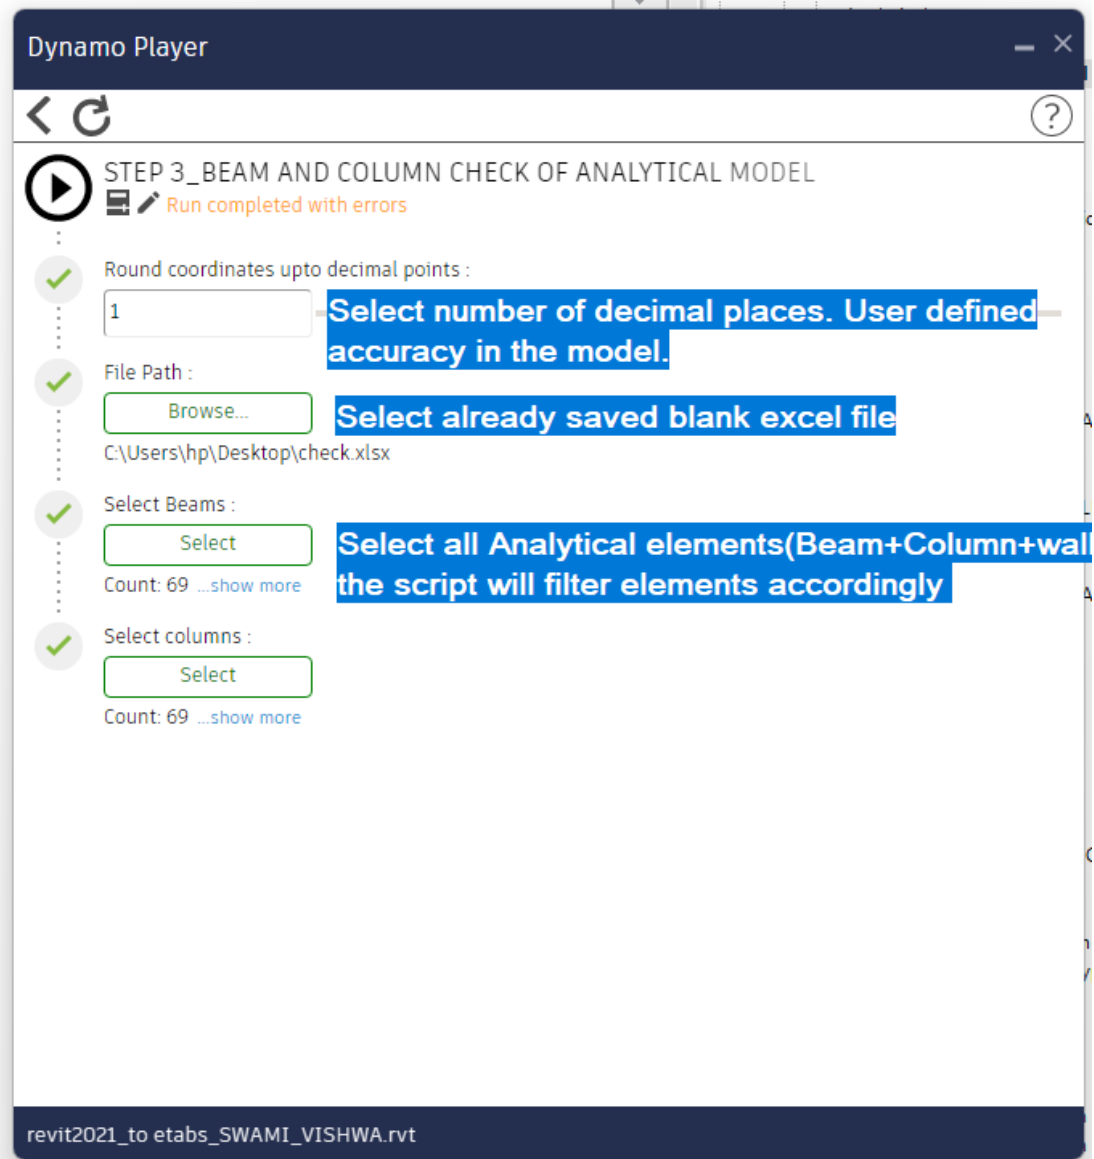 Dynamo Player
STEP 3_BEAM AND COLUMN CHECK OF ANALYTICAL MODEL
Run completed with errors
Round coordinates upto decimal points :
1
Select number of decimal places. User defined
accuracy in the model.
File Path :
Browse...
Select already saved blank excel file
C:\Users\hp\Desktop\check.xlsx
Select Beams :
Select
Select all Analytical elements(Beam+Column+wall
Count: 69 ...show more
the script will filter elements accordingly
Select columns :
Select
Count: 69 ...show more
revit2021_to etabs_SWAMI_VISHWA.rvt